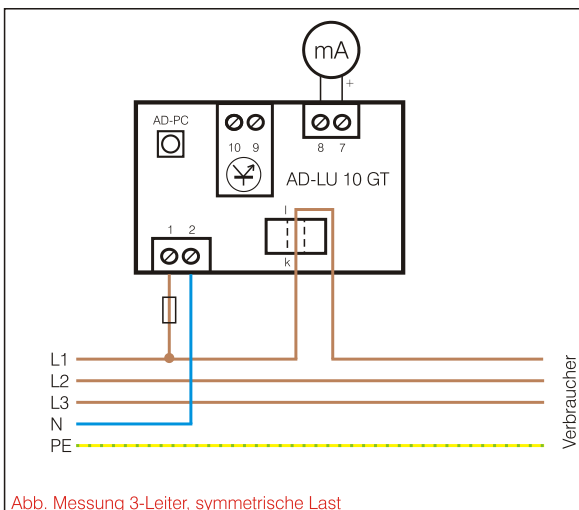 mA
+
AD-PC
10 9
8 7
AD-LU 10 GT
l
k
1 2
L1
L2
L3
N
PE
Verbraucher
Abb. Messung 3-Leiter, symmetrische Last